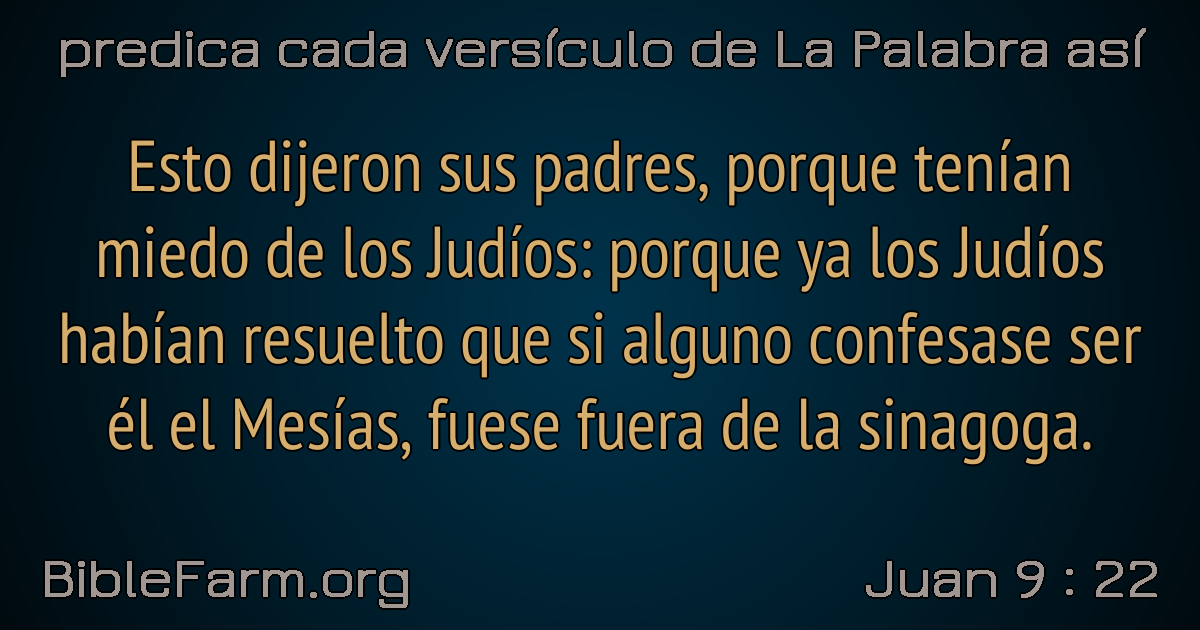 predica cada versículo de La Palabra así
Esto dijeron sus padres, porque tenían
miedo de los Judíos: porque ya los Judíos
habían resuelto que si alguno confesase ser
él el Mesías, fuese fuera de la sinagoga.
BibleFarm.org
Juan 9 : 22